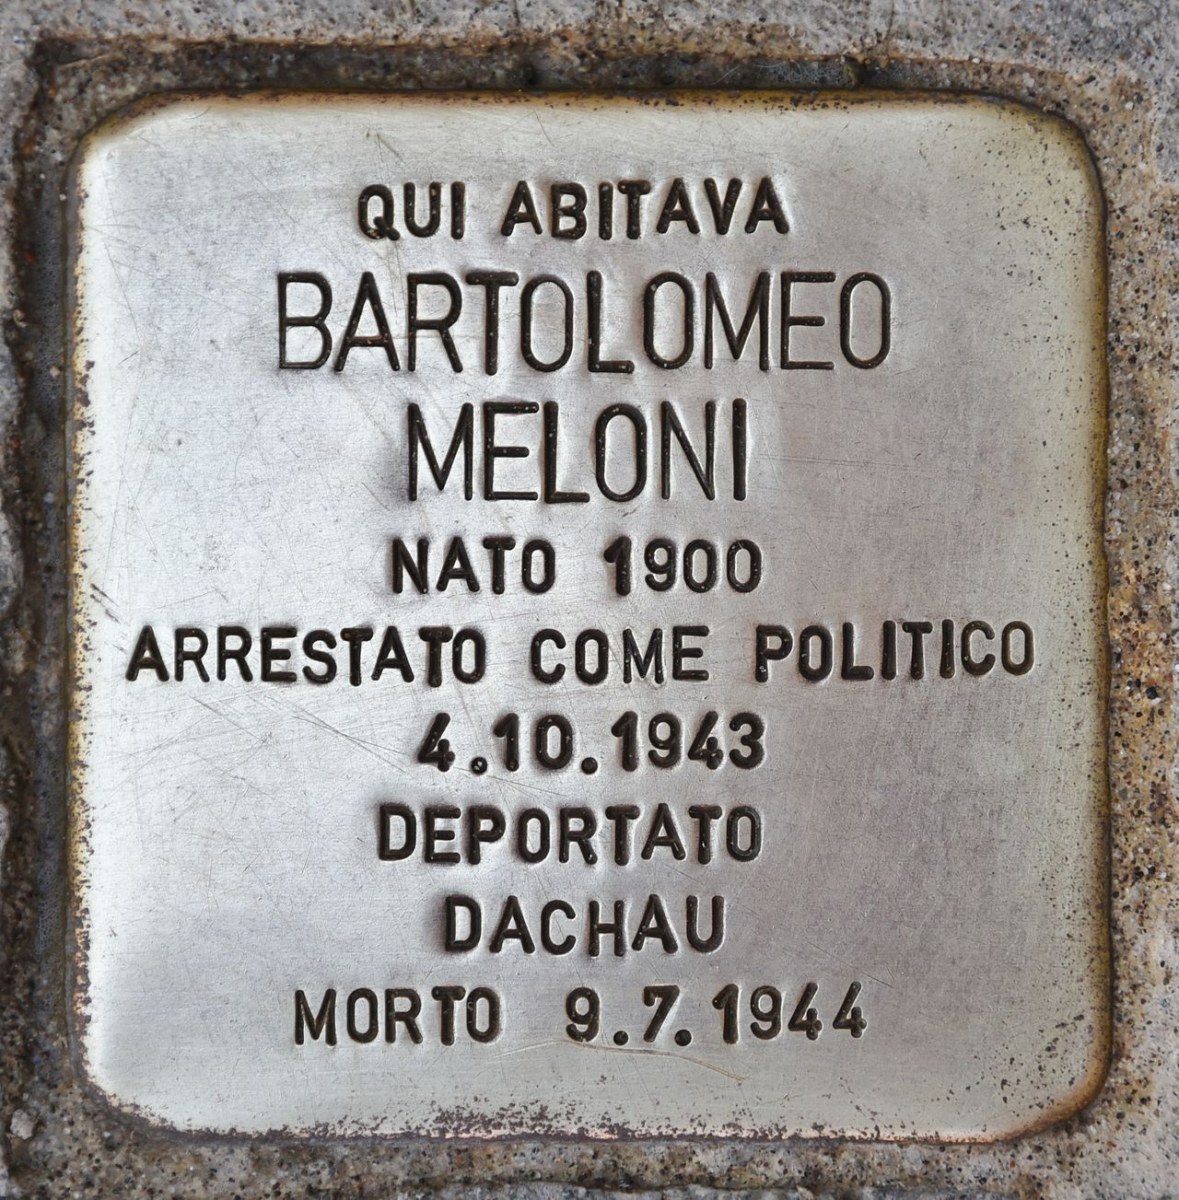 QUI ABITAVA
BARTOLOMEO
MELONI
NATO 1900
ARRESTATO COME POLITICO
4.10.1943
DEPORTATO
DACHAU
MORTO 9.7.1944